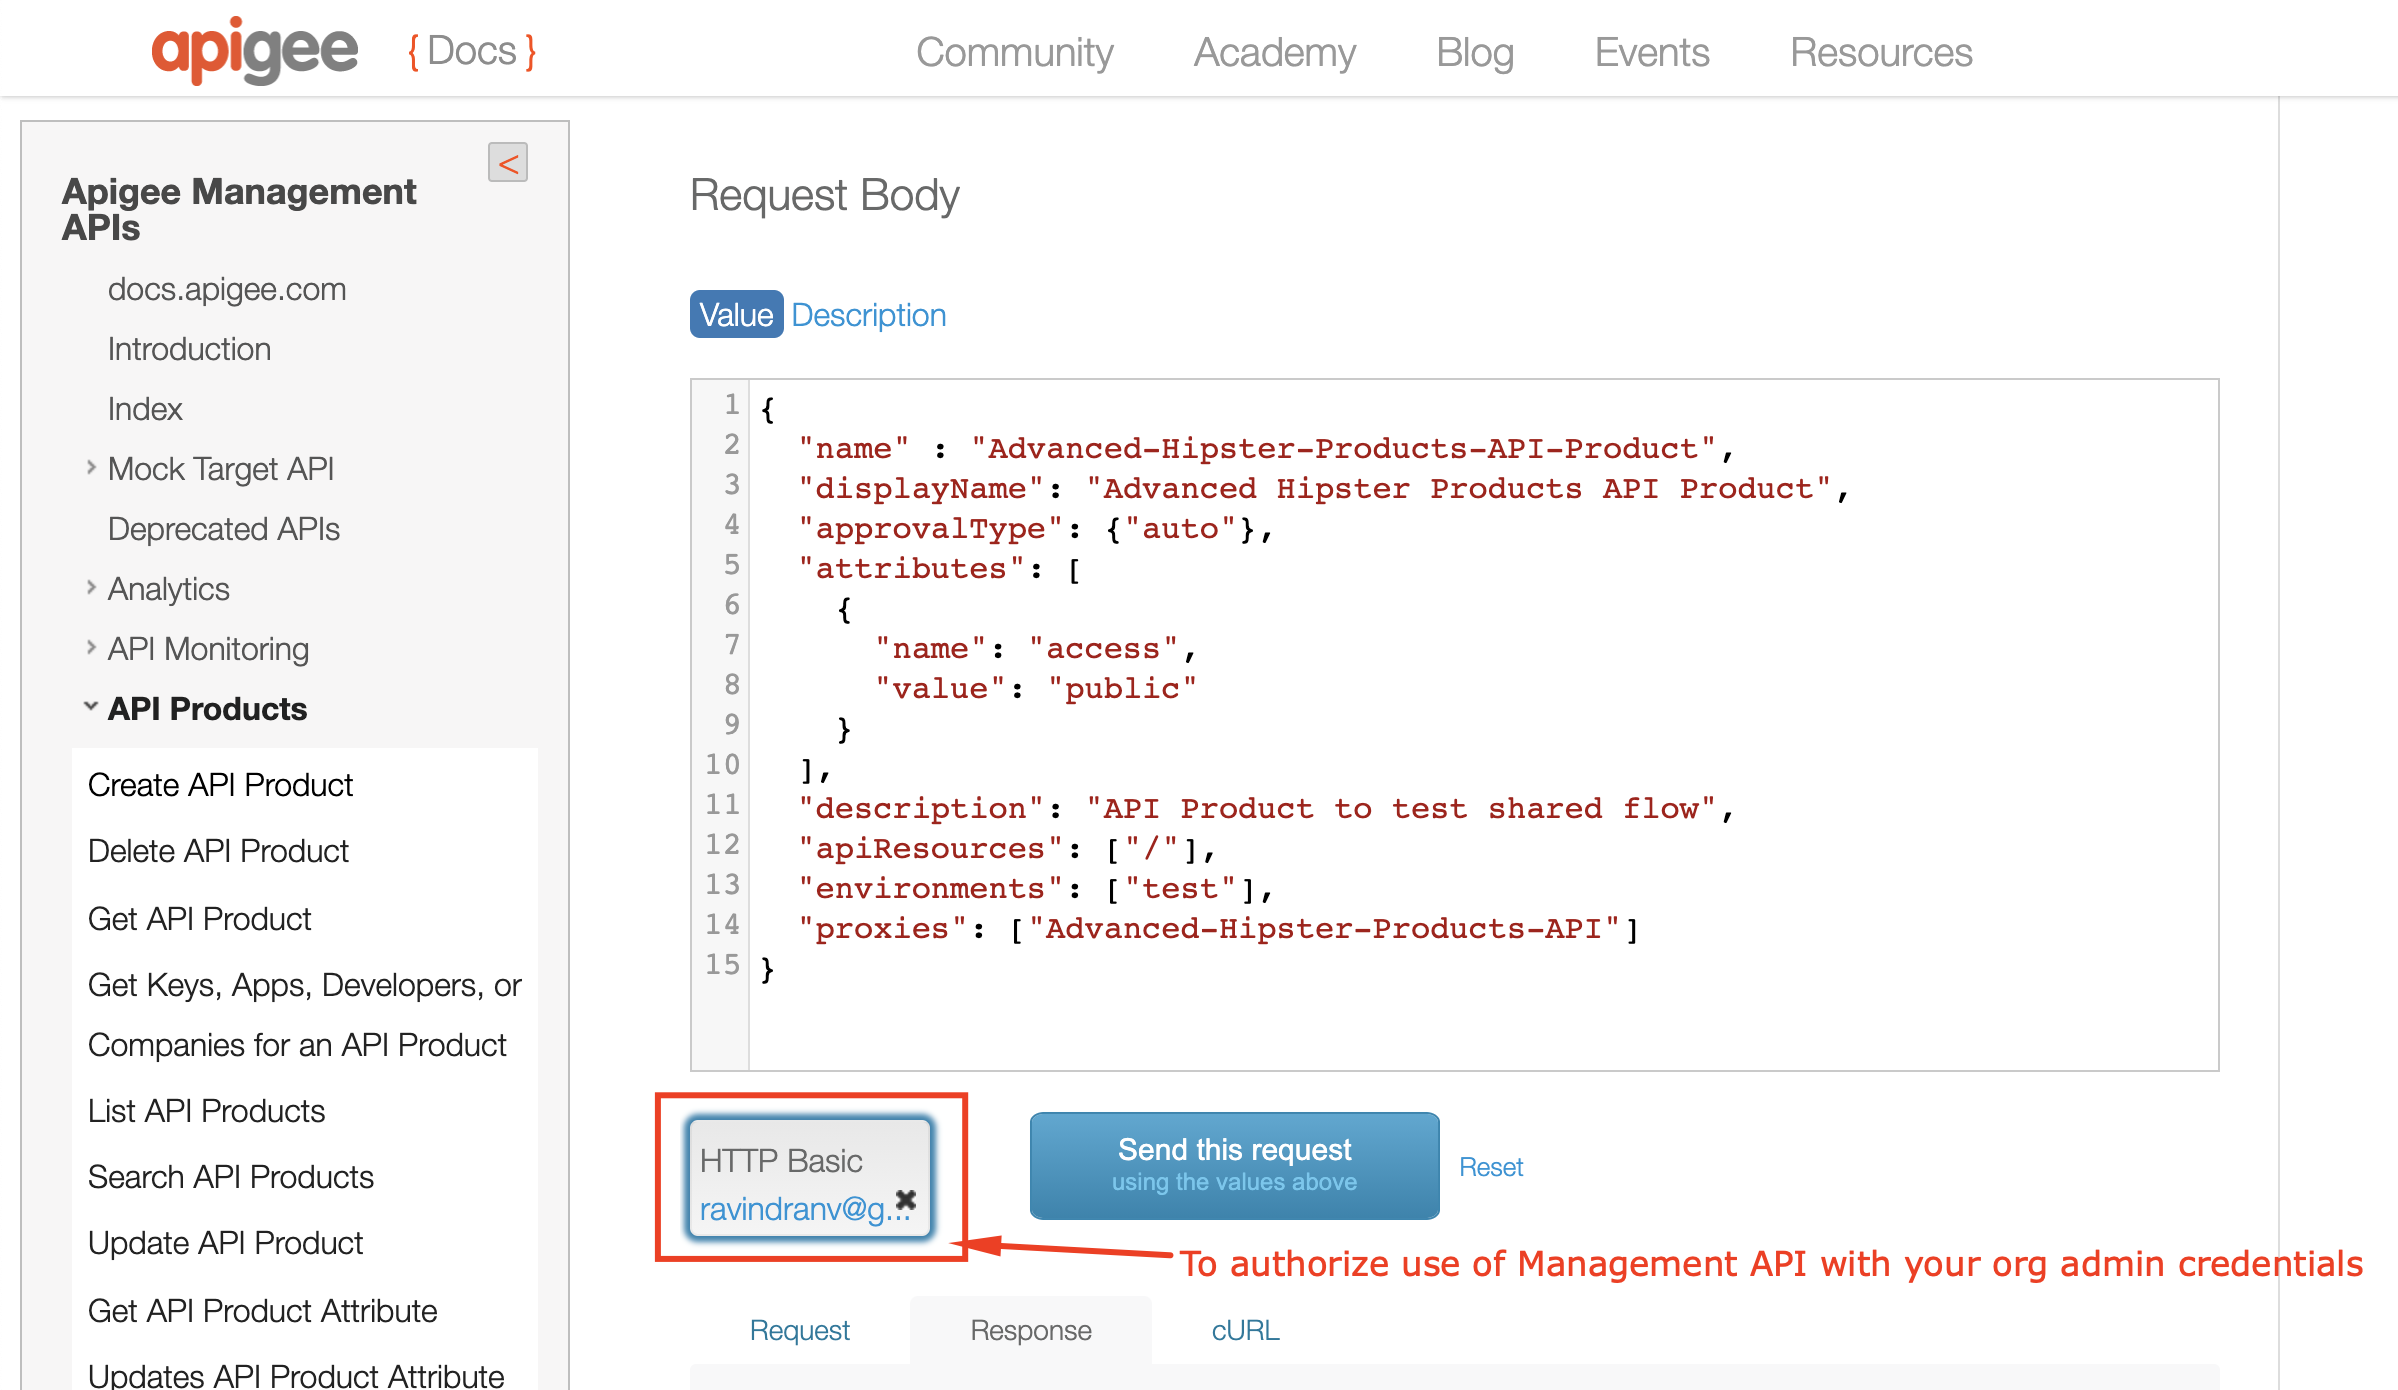 apigee { Docs } Community Academy Blog Events Resources
<
Apigee Management
APIs
docs.apigee.com
Introduction
Index
Mock Target API
Deprecated APIs
Analytics
API Monitoring
API Products
Create API Product
Delete API Product
Get API Product
Get Keys, Apps, Developers, or
Companies for an API Product
List API Products
Search API Products
Update API Product
Get API Product Attribute
Updates API Product Attribute
Request Body
Value Description
1 {
2 "name" : "Advanced-Hipster-Products-API-Product",
3 "displayName": "Advanced Hipster Products API Product",
4 "approvalType": {"auto"},
5 "attributes": [
6 {
7 "name": "access",
8 "value": "public"
9 }
10 ],
11 "description": "API Product to test shared flow",
12 "apiResources": ["/"],
13 "environments": ["test"],
14 "proxies": ["Advanced-Hipster-Products-API"]
15 }
HTTP Basic
ravindranv@g...
Send this request
using the values above
Reset
To authorize use of Management API with your org admin credentials
Request Response cURL